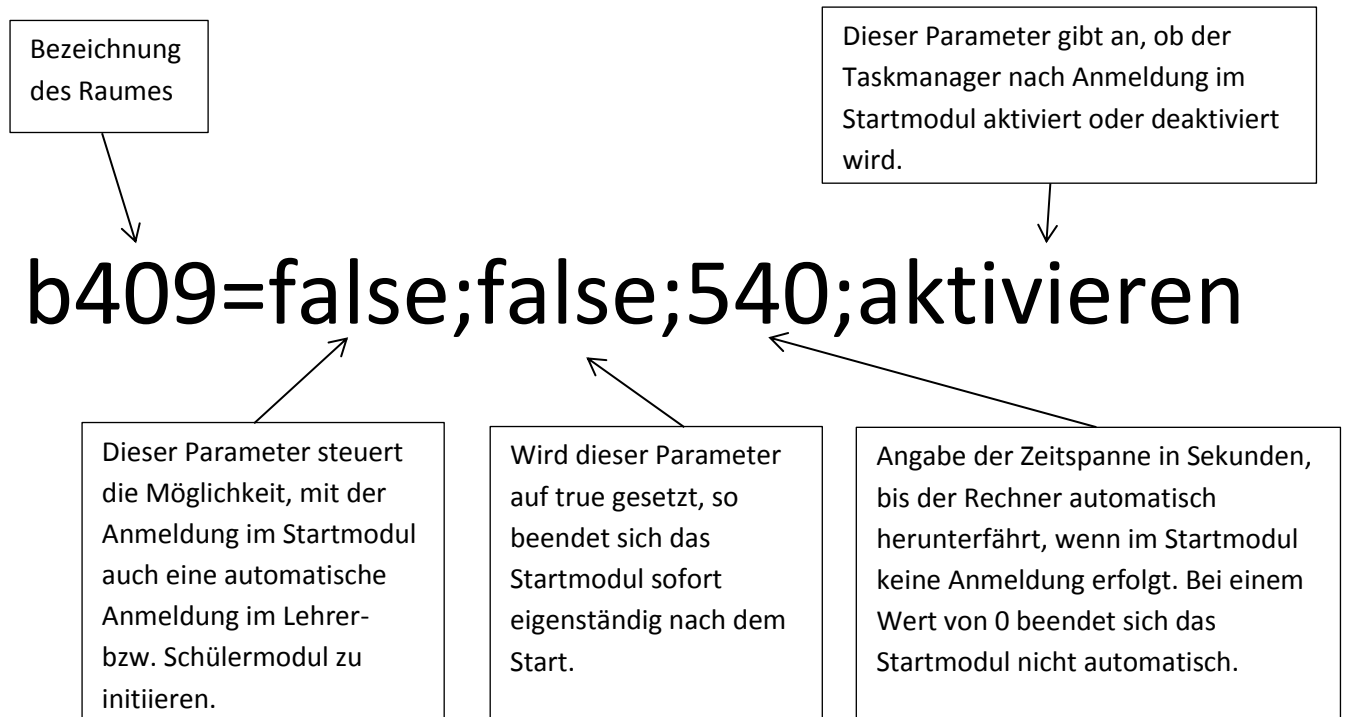 Bezeichnung
des Raumes
Dieser Parameter gibt an, ob der
Taskmanager nach Anmeldung im
Startmodul aktiviert oder deaktiviert
wird.
b409=false;false;540;aktivieren
Dieser Parameter steuert
die Möglichkeit, mit der
Anmeldung im Startmodul
auch eine automatische
Anmeldung im Lehrer-
bzw. Schülermodul zu
initiieren.
Wird dieser Parameter
auf true gesetzt, so
beendet sich das
Startmodul sofort
eigenständig nach dem
Start.
Angabe der Zeitspanne in Sekunden,
bis der Rechner automatisch
herunterfährt, wenn im Startmodul
keine Anmeldung erfolgt. Bei einem
Wert von 0 beendet sich das
Startmodul nicht automatisch.